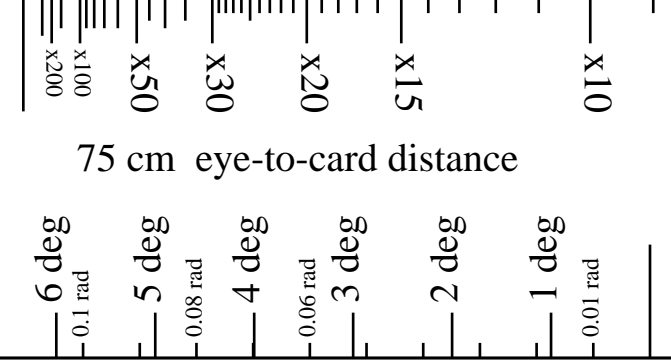 x200 x100 x50 x30 x20 x15 x10
75 cm eye-to-card distance
6 deg 0.1 rad 5 deg 0.08 rad 4 deg 0.06 rad 3 deg 2 deg 1 deg 0.01 rad